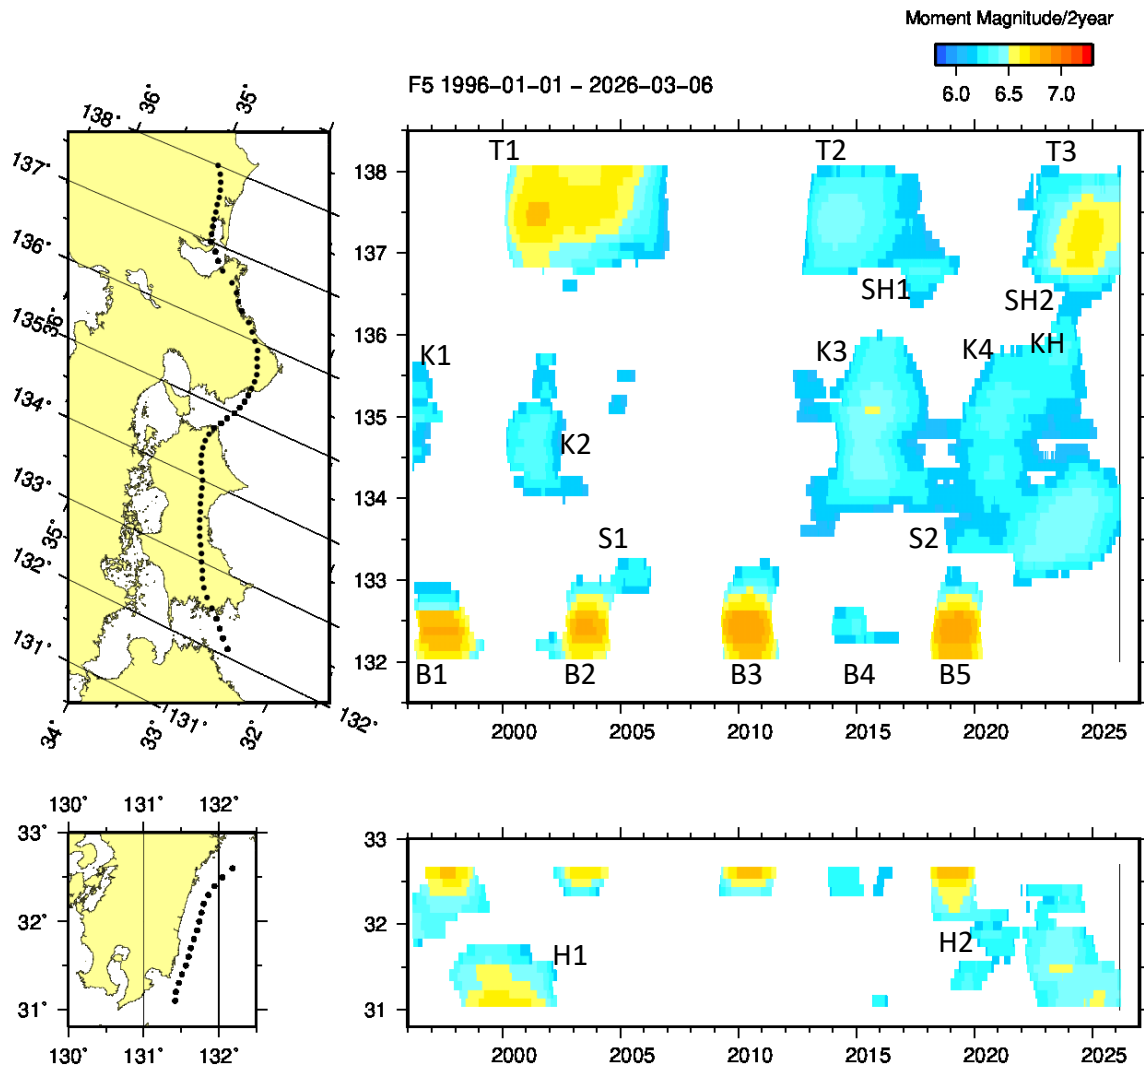 Moment Magnitude/2year
6.0 6.5 7.0
F5 1996-01-01 - 2026-03-06
138° 36° 35°
137°
136°
135°
36°
134°
133°
35°
132°
131°
34° 33° 131° 32° 132°
138
137
136
135
134
133
132
T1 T2 T3
SH1 SH2
K1 K3 K4 KH
K2
S1 S2
B1 B2 B3 B4 B5
2000 2005 2010 2015 2020 2025
130° 131° 132°
33°
32°
31°
130° 131° 132°
33
32
31
H1 H2
2000 2005 2010 2015 2020 2025